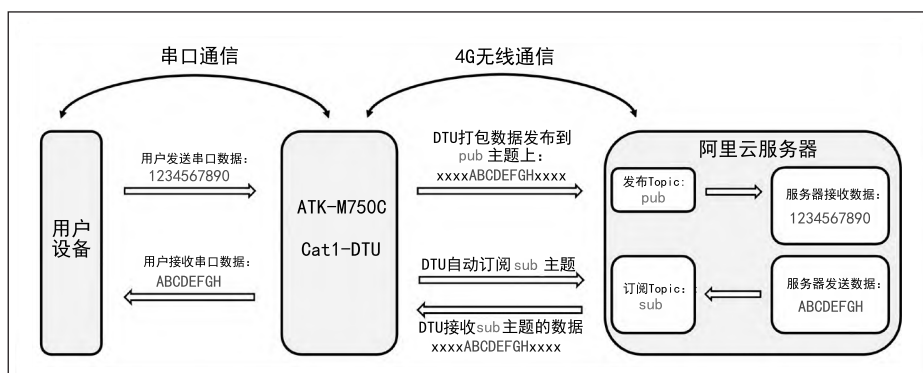 串口通信
4G无线通信
用户
设备
用户发送串口数据:
1234567890
用户接收串口数据:
ABCDEFGH
ATK-M750C
Cat1-DTU
DTU打包数据发布到
pub 主题上:
xxxxABCDEFGHxxxx
DTU自动订阅 sub 主题
DTU接收sub主题的数据
xxxxABCDEFGHxxxx
阿里云服务器
发布Topic:
pub
服务器接收数据:
1234567890
订阅Topic:
sub
服务器发送数据:
ABCDEFGH